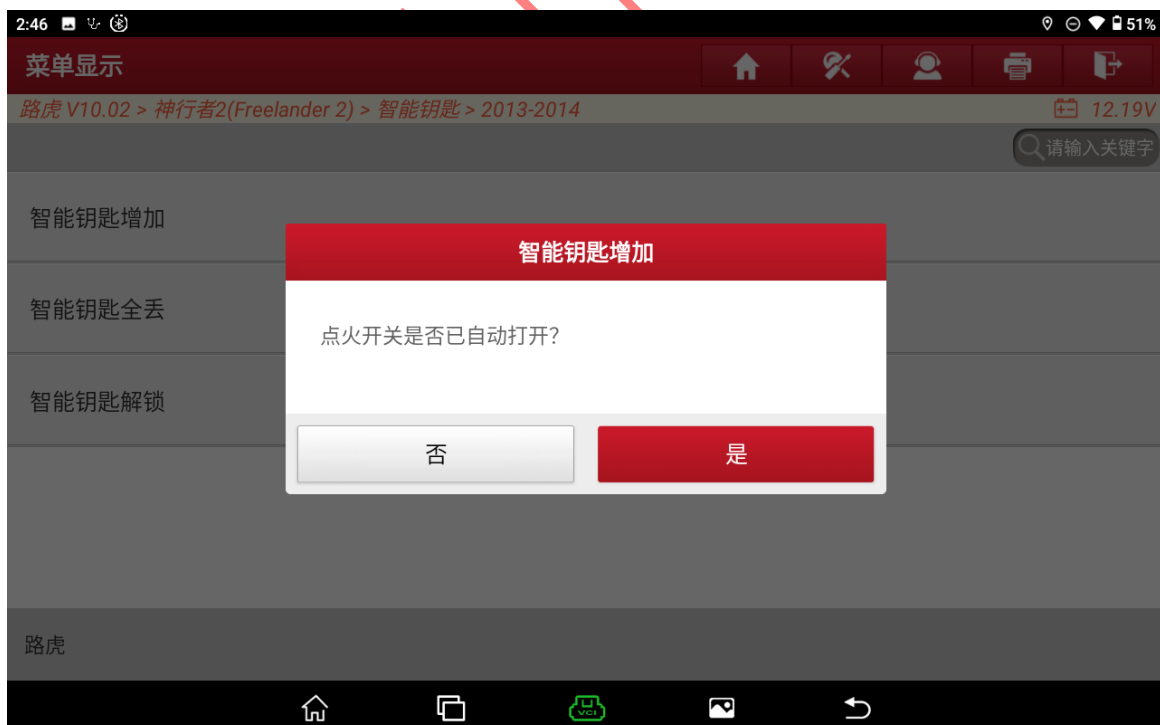 2:46
51%
菜单显示
路虎 V10.02 > 神行者2(Freelander 2) > 智能钥匙 > 2013-2014
12.19V
请输入关键字
智能钥匙增加
智能钥匙增加
点火开关是否已自动打开?
智能钥匙全丢
智能钥匙解锁
否
是
路虎
VCI